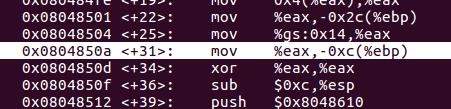 0x080484fe <+19>: mov 0x4(%eax),%eax
0x08048501 <+22>: mov %eax,-0x2c(%ebp)
0x08048504 <+25>: mov %gs:0x14,%eax
0x0804850a <+31>: mov %eax,-0xc(%ebp)
0x0804850d <+34>: xor %eax,%eax
0x0804850f <+36>: sub $0xc,%esp
0x08048512 <+39>: push $0x8048610